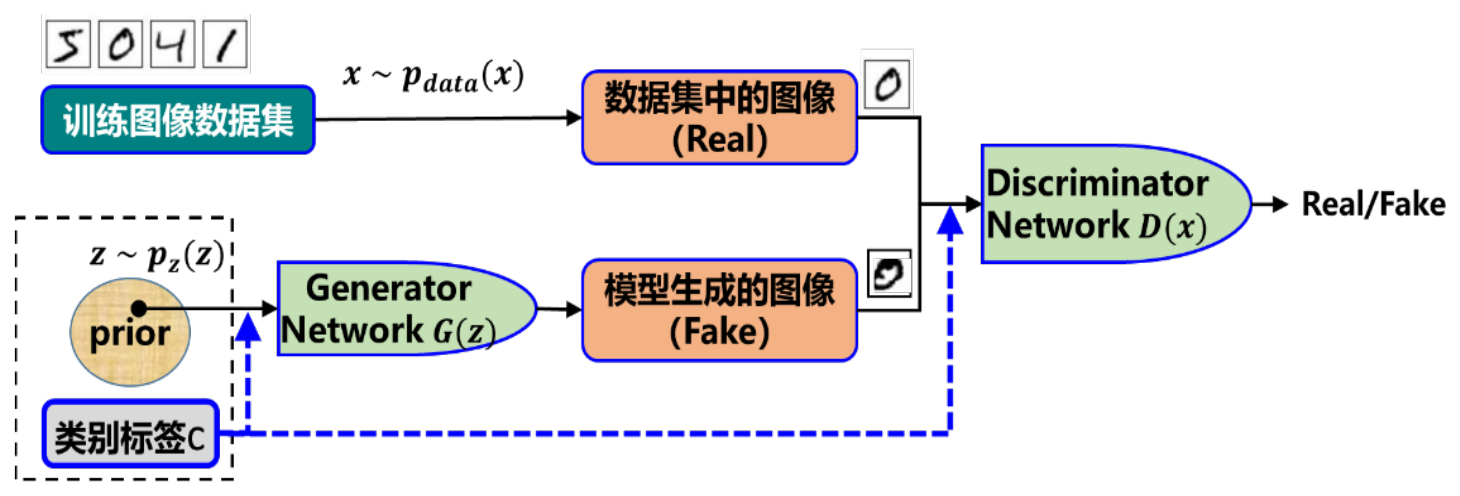 5 0 4 1
训练图像数据集
x ~ p_data(x)
数据集中的图像
(Real)
0
Discriminator
Network D(x)
Real/Fake
z ~ p_z(z)
prior
Generator
Network G(z)
模型生成的图像
(Fake)
类别标签C